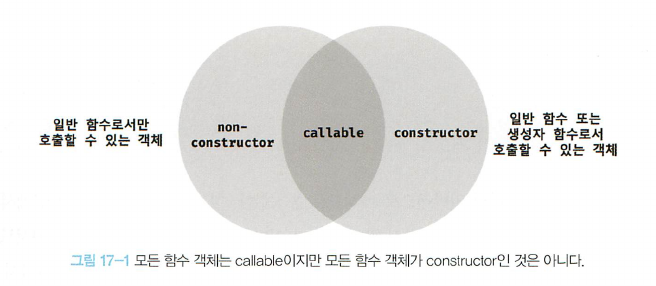 일반 함수로서만
호출할 수 있는 객체
non-
constructor
callable
constructor
일반 함수 또는
생성자 함수로서
호출할 수 있는 객체
그림 17-1 모든 함수 객체는 callable이지만 모든 함수 객체가 constructor인 것은 아니다.